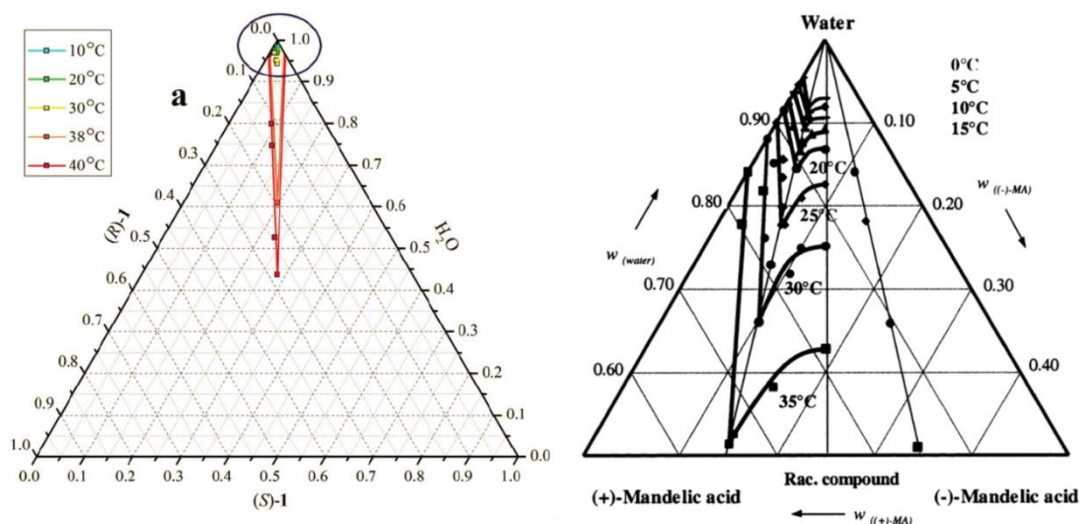 10°C
20°C
30°C
38°C
40°C
a
0.0
1.0
0.1
0.9
0.2
0.8
0.3
0.7
0.4
0.6
(R)-1
H₂O
0.5
0.5
0.6
0.4
0.7
0.3
0.8
0.2
0.9
0.1
1.0
0.0
0.0 0.1 0.2 0.3 0.4 0.5 0.6 0.7 0.8 0.9 1.0
(S)-1
Water
0°C
5°C
10°C
15°C
0.90
0.10
20°C
w ((-)-MA)
0.80
0.20
25°C
w (water)
0.70
0.30
30°C
0.60
0.40
35°C
Rac. compound
(+)-Mandelic acid
(-)-Mandelic acid
w ((+)-MA)